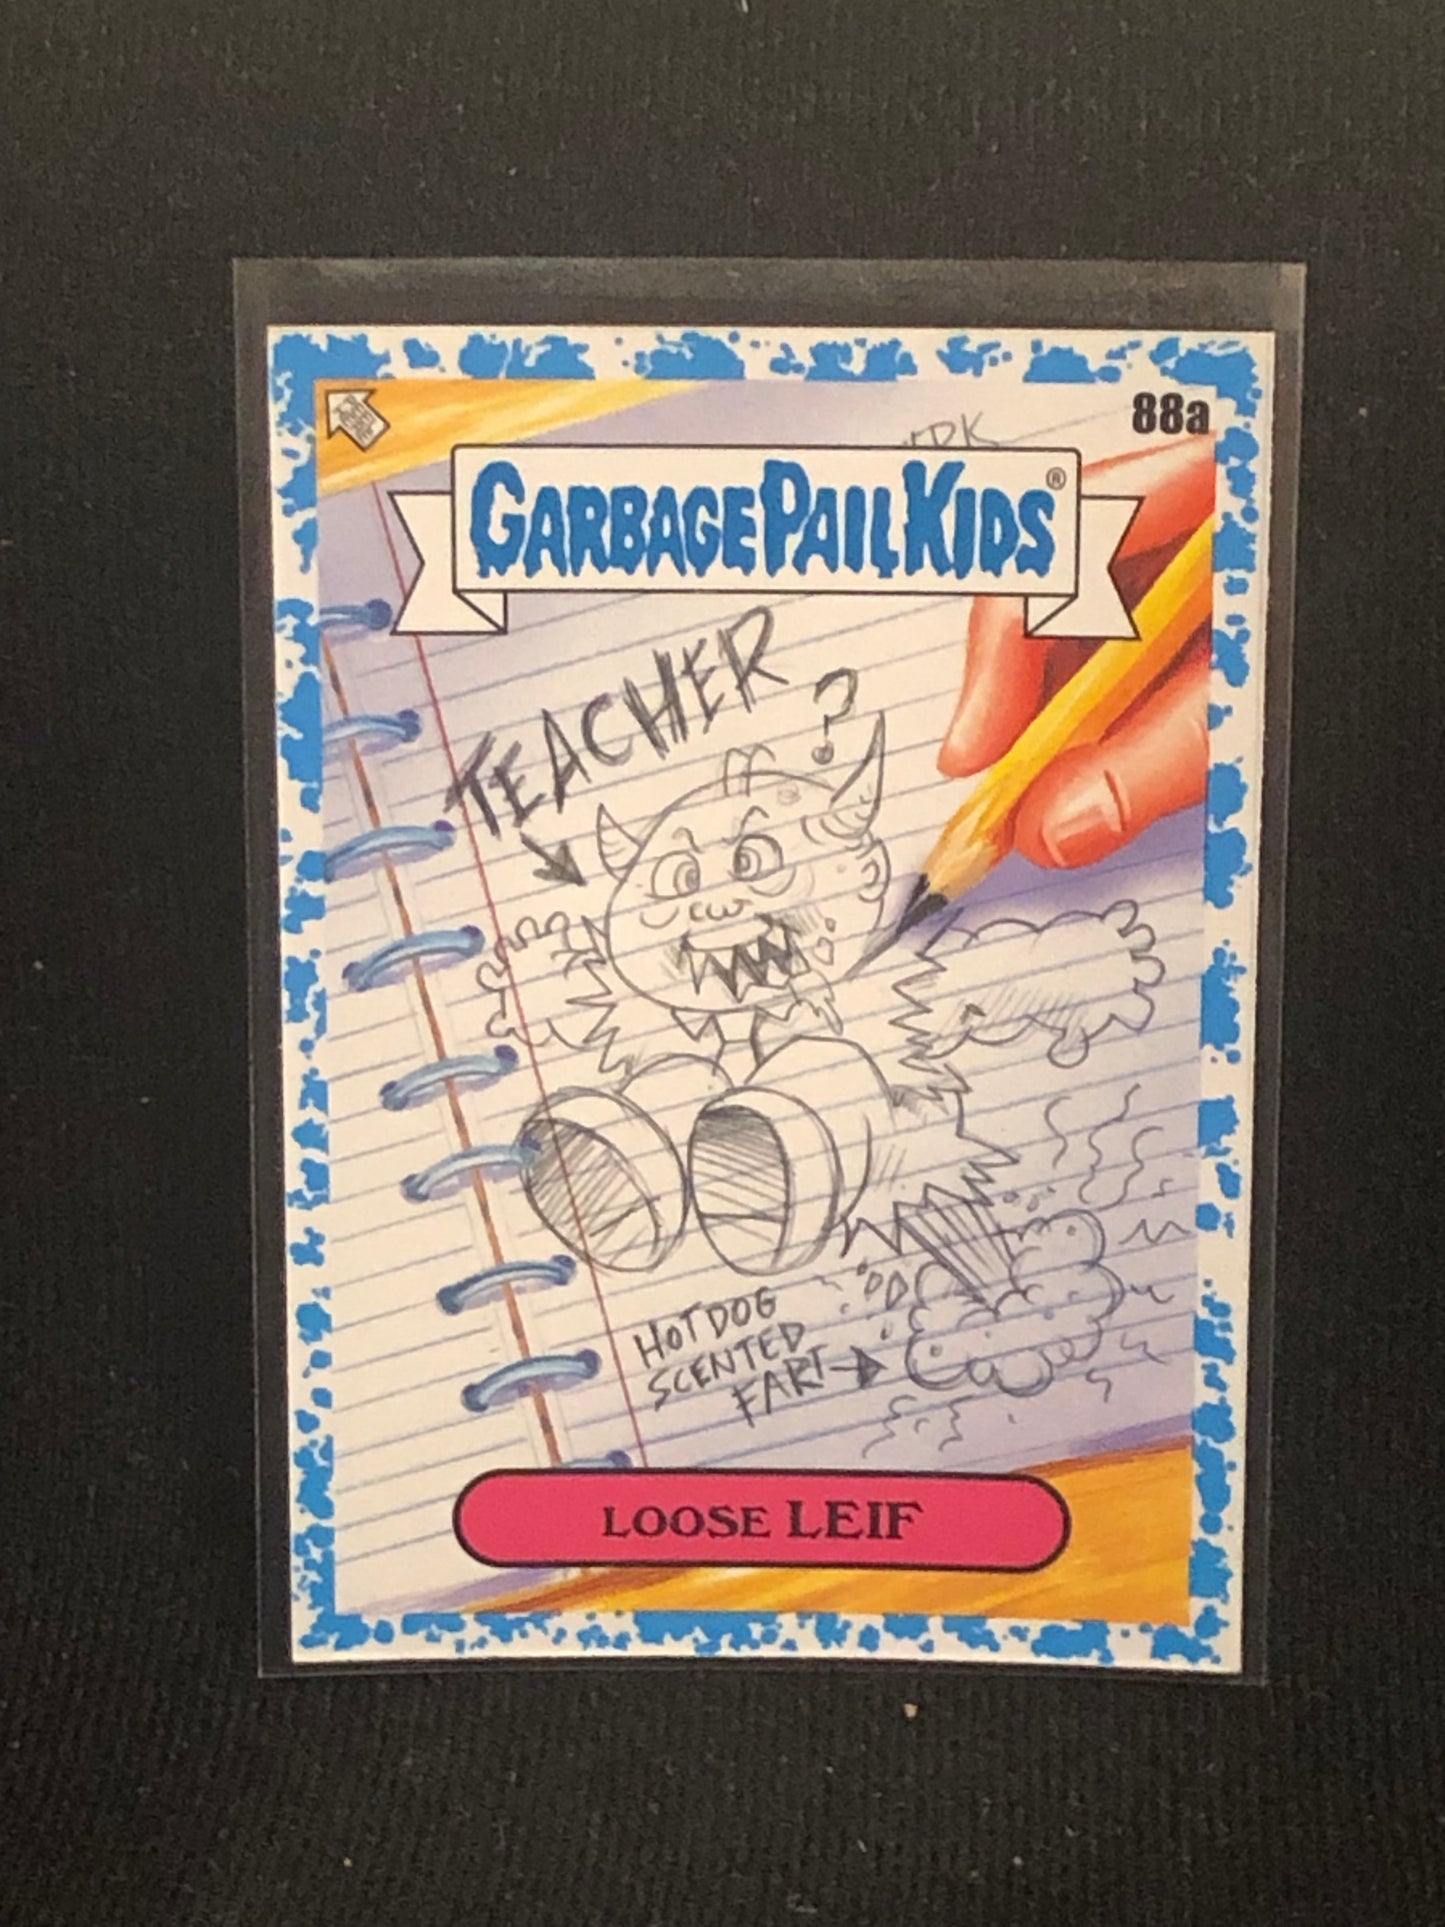 88a
GARBAGE PAIL KIDS®
TEACHER
?
HOTDOG
SCENTED
FART
LOOSE LEIF